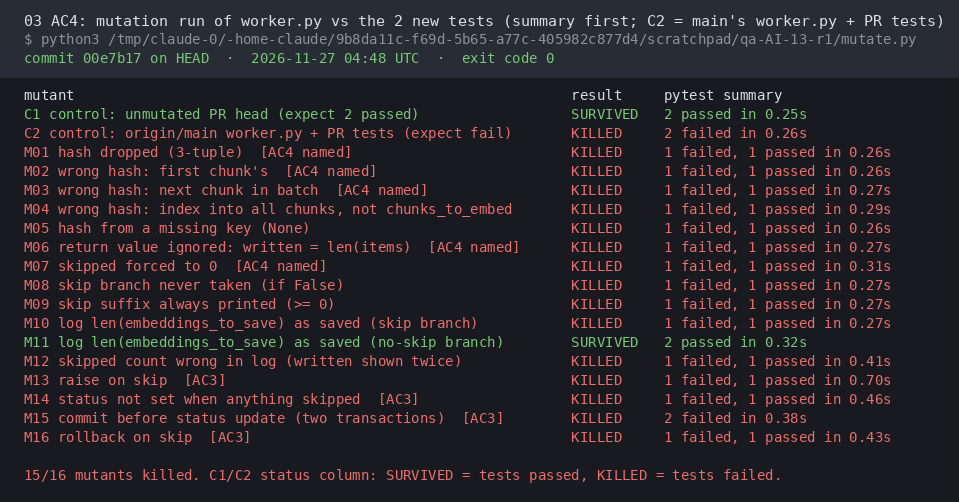 03 AC4: mutation run of worker.py vs the 2 new tests (summary first; C2 = main's worker.py + PR tests)
$ python3 /tmp/claude-0/-home-claude/9b8da11c-f69d-5b65-a77c-405982c877d4/scratchpad/qa-AI-13-r1/mutate.py
commit 00e7b17 on HEAD · 2026-11-27 04:48 UTC · exit code 0
mutant result pytest summary
C1 control: unmutated PR head (expect 2 passed) SURVIVED 2 passed in 0.25s
C2 control: origin/main worker.py + PR tests (expect fail) KILLED 2 failed in 0.26s
M01 hash dropped (3-tuple) [AC4 named] KILLED 1 failed, 1 passed in 0.26s
M02 wrong hash: first chunk's [AC4 named] KILLED 1 failed, 1 passed in 0.26s
M03 wrong hash: next chunk in batch [AC4 named] KILLED 1 failed, 1 passed in 0.27s
M04 wrong hash: index into all chunks, not chunks_to_embed KILLED 1 failed, 1 passed in 0.29s
M05 hash from a missing key (None) KILLED 1 failed, 1 passed in 0.26s
M06 return value ignored: written = len(items) [AC4 named] KILLED 1 failed, 1 passed in 0.27s
M07 skipped forced to 0 [AC4 named] KILLED 1 failed, 1 passed in 0.31s
M08 skip branch never taken (if False) KILLED 1 failed, 1 passed in 0.27s
M09 skip suffix always printed (>= 0) KILLED 1 failed, 1 passed in 0.27s
M10 log len(embeddings_to_save) as saved (skip branch) KILLED 1 failed, 1 passed in 0.27s
M11 log len(embeddings_to_save) as saved (no-skip branch) SURVIVED 2 passed in 0.32s
M12 skipped count wrong in log (written shown twice) KILLED 1 failed, 1 passed in 0.41s
M13 raise on skip [AC3] KILLED 1 failed, 1 passed in 0.70s
M14 status not set when anything skipped [AC3] KILLED 1 failed, 1 passed in 0.46s
M15 commit before status update (two transactions) [AC3] KILLED 2 failed in 0.38s
M16 rollback on skip [AC3] KILLED 1 failed, 1 passed in 0.43s
15/16 mutants killed. C1/C2 status column: SURVIVED = tests passed, KILLED = tests failed.